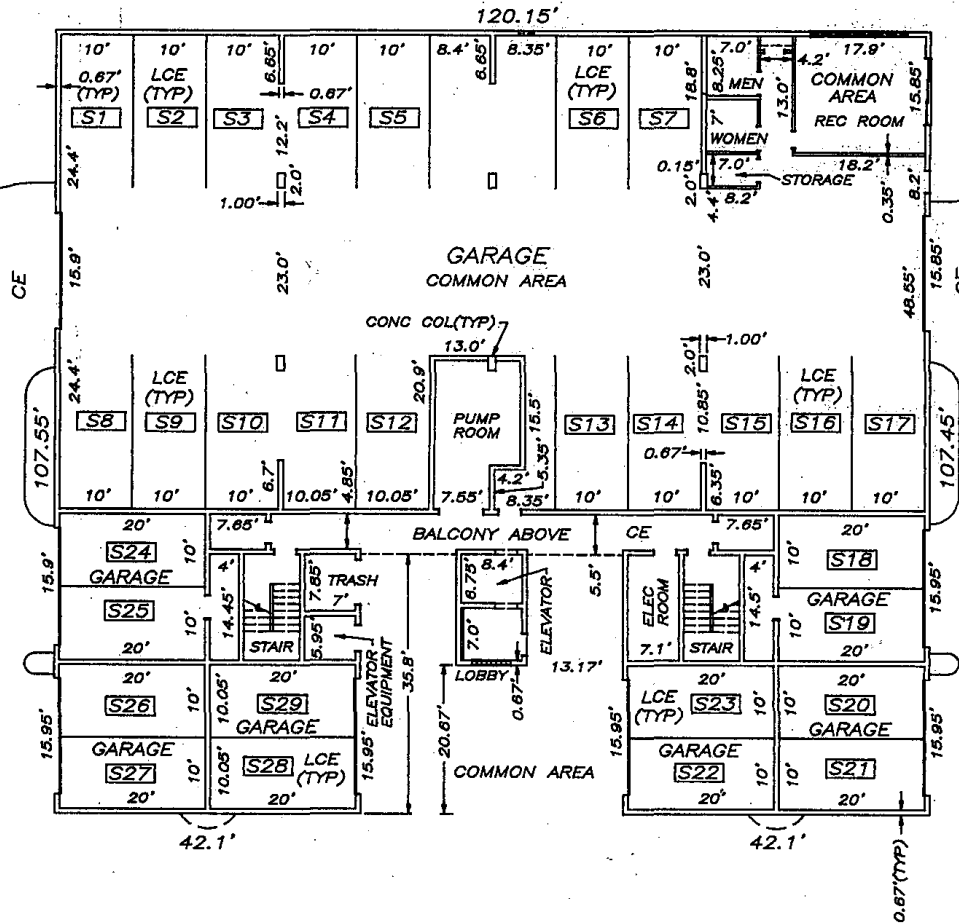 120.15'
10' 10' 10' 6.65' 10' 10' 8.4' 6.65' 8.35' 10' 10' 7.0' 4.2' 17.9'
0.67' (TYP)
LCE (TYP)
0.67'
LCE (TYP)
18.8'
8.25'
MEN
13.0'
COMMON AREA
REC ROOM
15.85'
S1 S2 S3 S4 S5 S6 S7
12.2'
7'
WOMEN
24.4'
2.0'
1.00'
0.15'
7.0'
2.0'
4.4'
8.2'
STORAGE
18.2'
0.35'
8.2'
CE
15.9'
23.0'
GARAGE
COMMON AREA
23.0'
48.55'
15.85'
CE
CONC COL(TYP)
13.0'
2.0'
1.00'
24.4'
LCE (TYP)
20.9'
PUMP ROOM
15.5'
10.85'
LCE (TYP)
S8 S9 S10 S11 S12 S13 S14 S15 S16 S17
107.55'
107.45'
6.7'
4.85'
4.2'
5.35'
0.67'
6.35'
10' 10' 10' 10.05' 10.05' 7.55' 8.35' 10' 10' 10' 10' 10'
20'
7.65'
BALCONY ABOVE
CE
7.65'
20'
S24
10'
GARAGE
15.9'
S25
10'
20'
4'
14.45'
STAIR
7.85'
TRASH
7'
5.95'
ELEVATOR EQUIPMENT
35.8'
8.4'
6.75'
7.0'
LOBBY
ELEVATOR
0.67'
13.17'
5.5'
ELEC ROOM
7.1'
STAIR
14.5'
4'
10'
S18
GARAGE
10'
S19
20'
15.95'
20' 20' 20' 20'
S26
10'
10.05'
S29
GARAGE
15.95'
GARAGE
S27
10'
10.05'
S28
LCE (TYP)
15.95'
20' 20'
20.67'
COMMON AREA
15.95'
LCE (TYP)
S23
10'
10'
S20
GARAGE
GARAGE
S22
10'
10'
S21
15.95'
20' 20'
42.1' 42.1'
0.67'(TYP)